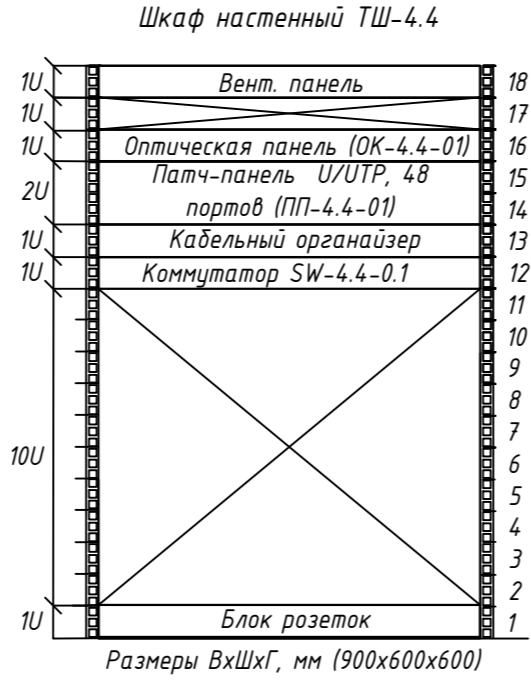 Шкаф настенный ТШ-4.4
1U Вент. панель 18
1U 17
1U Оптическая панель (ОК-4.4-01) 16
2U Патч-панель U/UTP, 48 15
портов (ПП-4.4-01) 14
1U Кабельный органайзер 13
1U Коммутатор SW-4.4-0.1 12
11
10
9
8
7
10U 6
5
4
3
2
1U Блок розеток 1
Размеры ВхШхГ, мм (900х600х600)